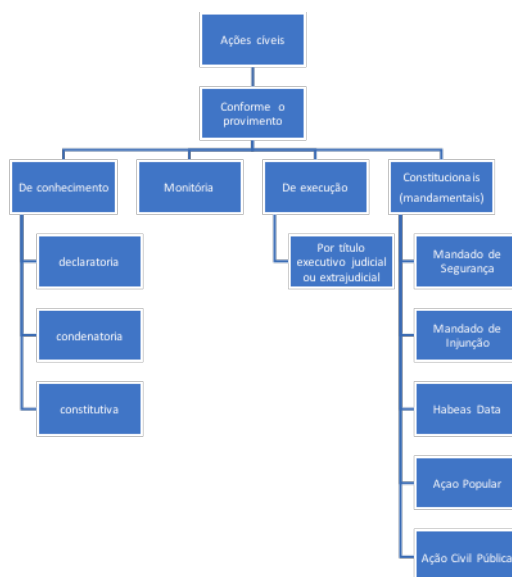 Ações cíveis
Conforme o
provimento
De conhecimento
declaratoria
condenatoria
constitutiva
Monitória
De execução
Por título
executivo judicial
ou extrajudicial
Constitucionais
(mandamentais)
Mandado de
Segurança
Mandado de
Injunção
Habeas Data
Açao Popular
Ação Civil Pública